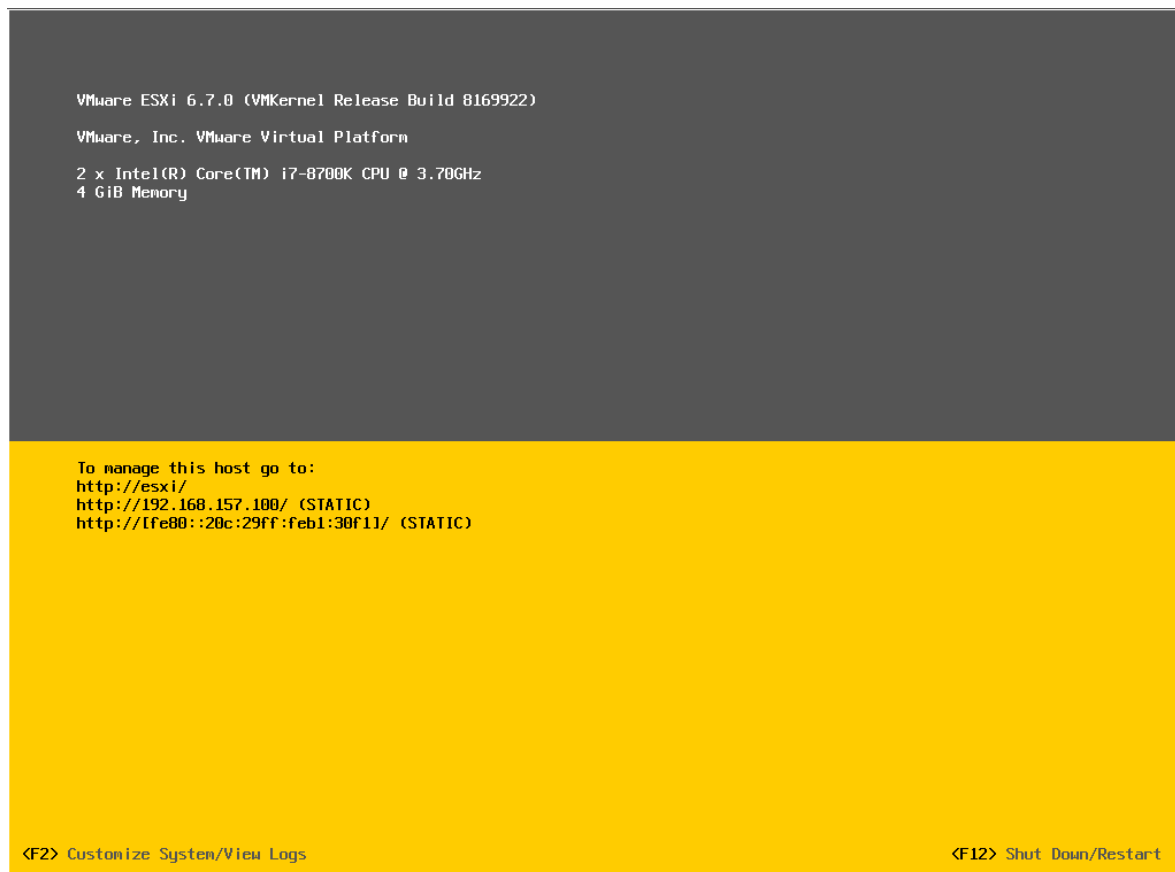 VMware ESXi 6.7.0 (VMKernel Release Build 8169922)
VMware, Inc. VMware Virtual Platform
2 x Intel(R) Core(TM) i7-8700K CPU @ 3.70GHz
4 GiB Memory
To manage this host go to:
http://esxi/
http://192.168.157.100/ (STATIC)
http://[fe80::20c:29ff:feb1:30f1]/ (STATIC)
<F2> Customize System/View Logs
<F12> Shut Down/Restart